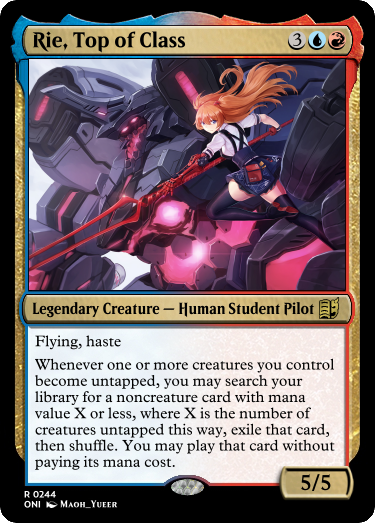 Rie, Top of Class 3
Legendary Creature — Human Student Pilot
Flying, haste
Whenever one or more creatures you control
become untapped, you may search your
library for a noncreature card with mana
value X or less, where X is the number of
creatures untapped this way, exile that card,
then shuffle. You may play that card without
paying its mana cost.
5/5
R 0244
ONI Maoh_Yueer